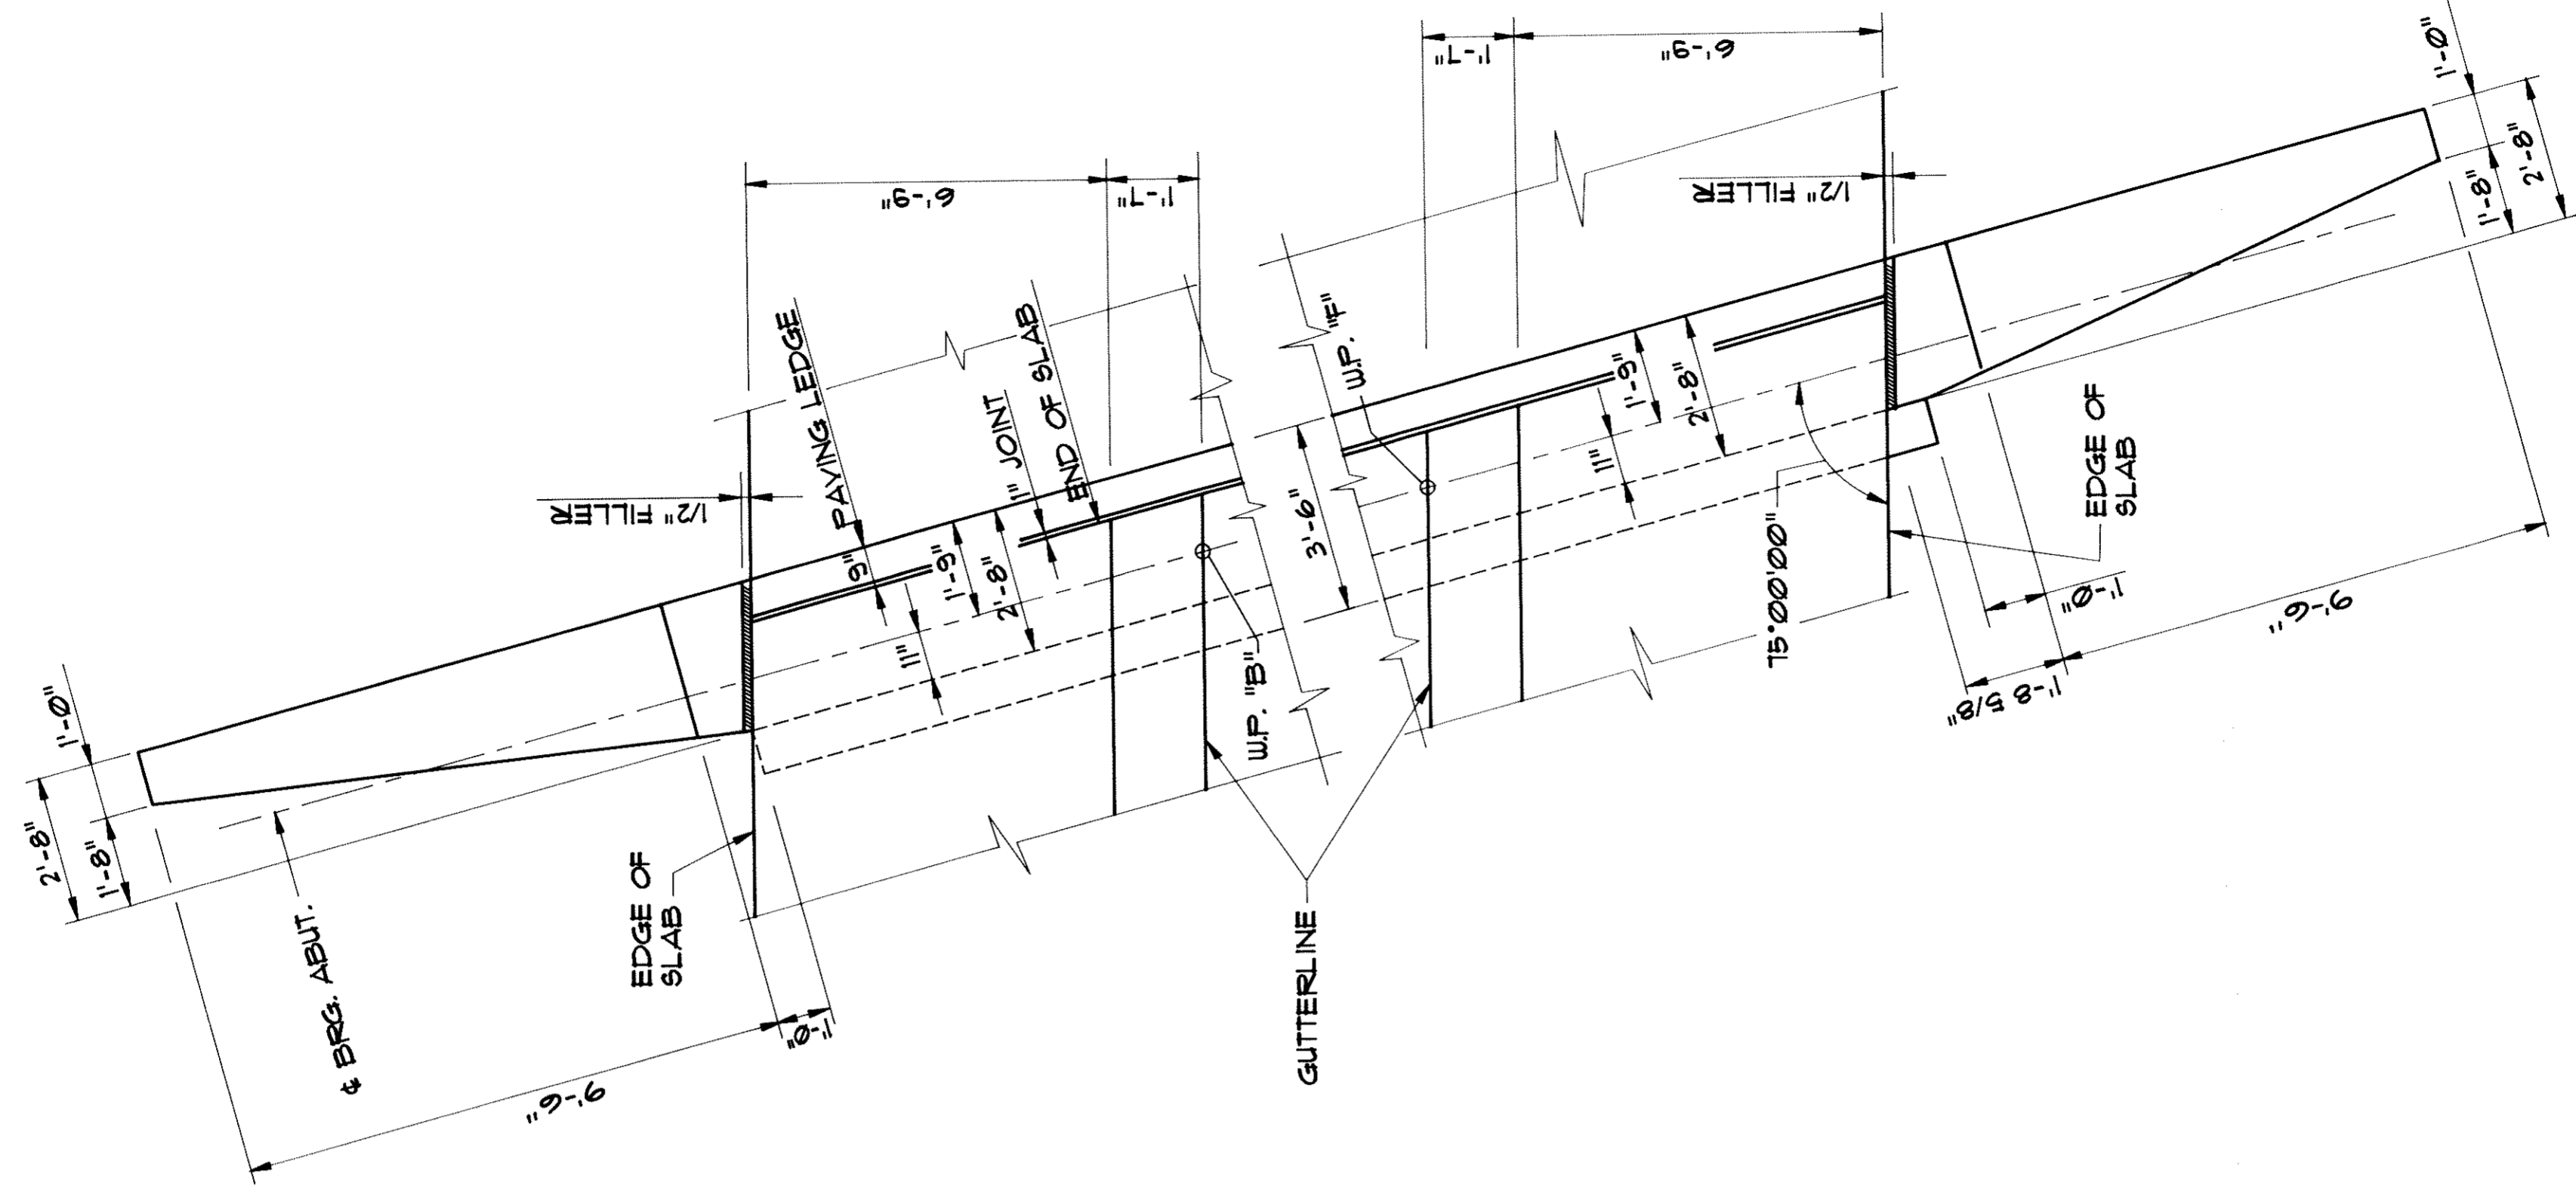 1'-0"
2'-8"
1'-8"
℄ BRG. ABUT.
9'-6"
1'-0"
EDGE OF
SLAB
1/2" FILLER
6'-9"
1'-7"
PAVING LEDGE
9"
1" JOINT
END OF SLAB
1'-9"
2'-8"
11"
W.P. "B"
GUTTERLINE
3'-6"
W.P. "F"
1'-7"
6'-9"
1/2" FILLER
1'-9"
2'-8"
11"
75°00'00"
EDGE OF
SLAB
1'-0"
1'-8 5/8"
9'-6"
1'-0"
1'-8"
2'-8"